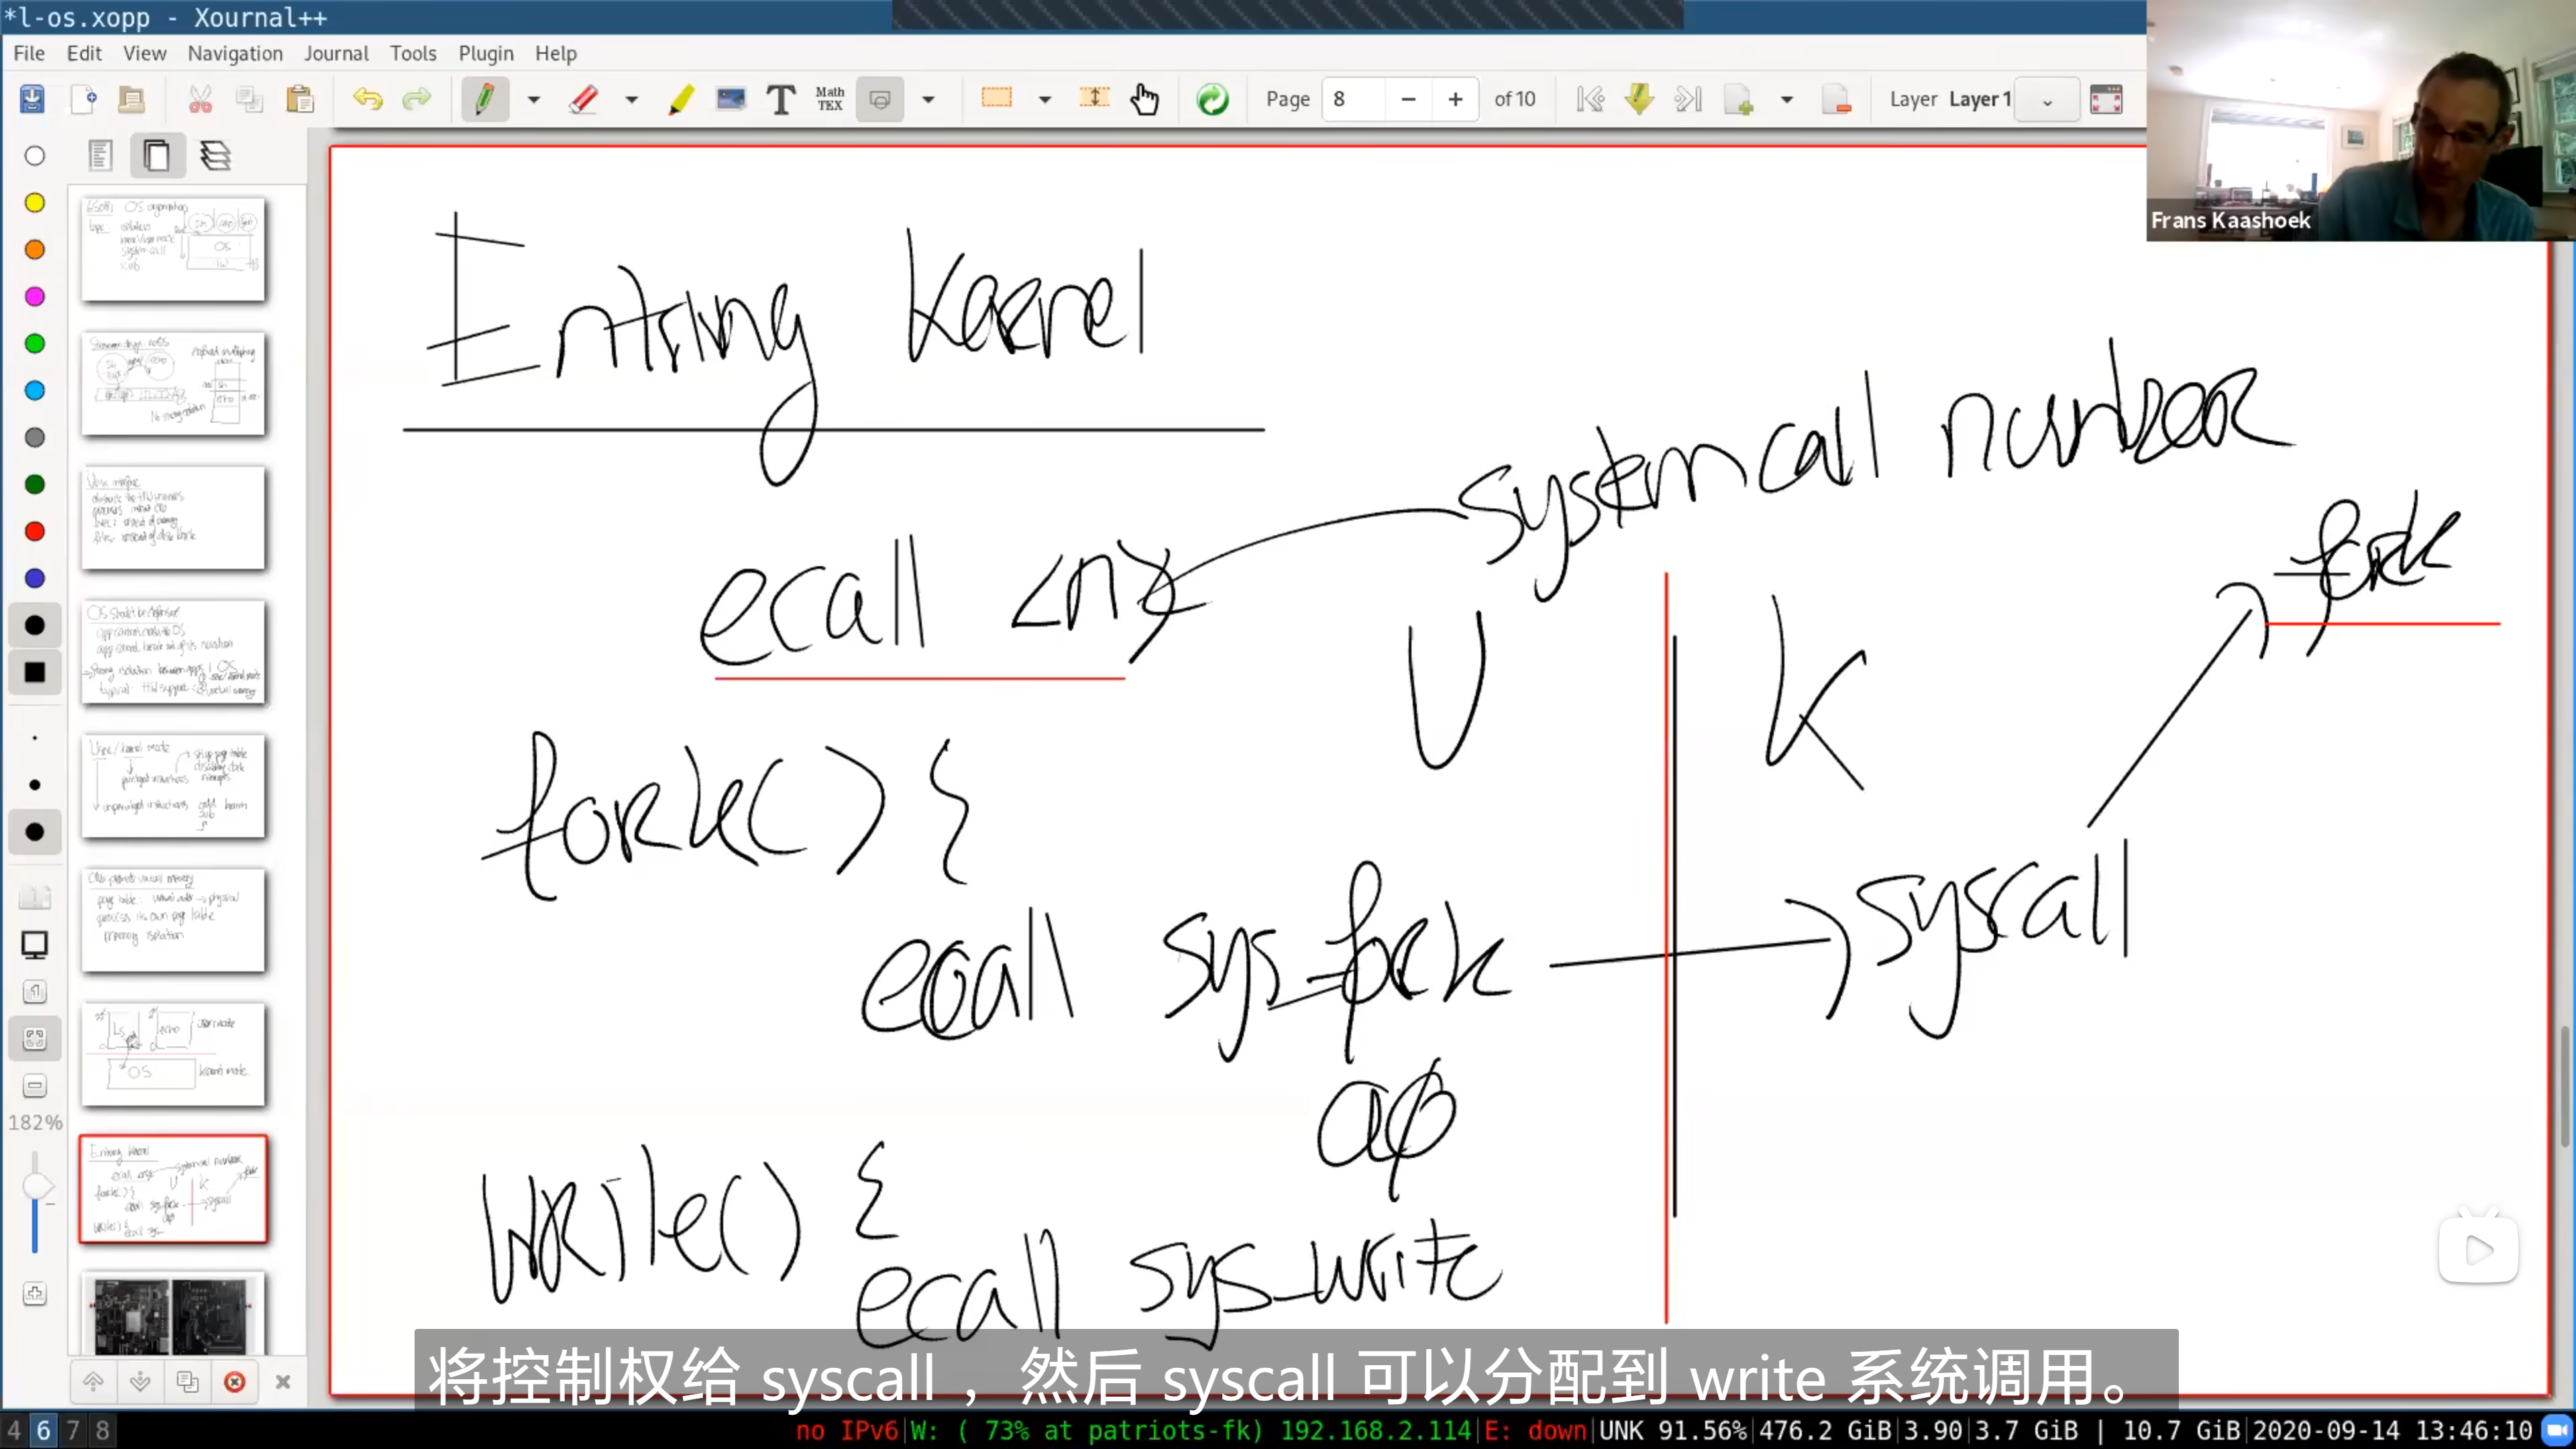 *l-os.xopp - Xournal++
File Edit View Navigation Journal Tools Plugin Help
Math
TEX
Page 8 of 10
Layer Layer 1
Frans Kaashoek
Entring Kernel
systemcall number
ecall <n>
fork
U K
fork() {
ecall sys_fork
syscall
a0
write() {
ecall sys_write
182%
将控制权给 syscall ，然后 syscall 可以分配到 write 系统调用。
4 6 7 8
no IPv6|W: ( 73% at patriots-fk) 192.168.2.114|E: down|UNK 91.56%|476.2 GiB|3.90|3.7 GiB | 10.7 GiB|2020-09-14 13:46:10